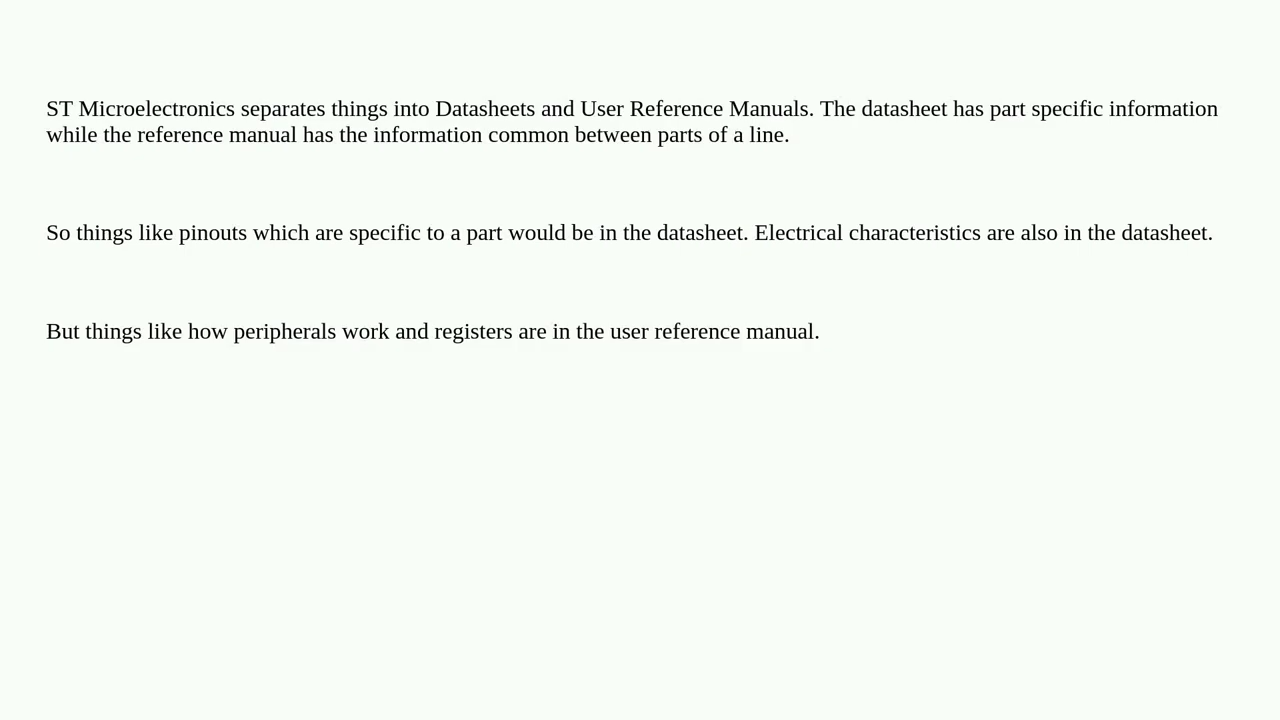 ST Microelectronics separates things into Datasheets and User Reference Manuals. The datasheet has part specific information
while the reference manual has the information common between parts of a line.
So things like pinouts which are specific to a part would be in the datasheet. Electrical characteristics are also in the datasheet.
But things like how peripherals work and registers are in the user reference manual.